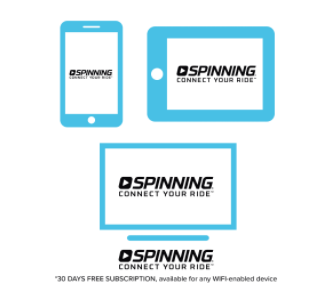 SPINNING
CONNECT YOUR RIDE™
SPINNING®
CONNECT YOUR RIDE™
SPINNING®
CONNECT YOUR RIDE™
SPINNING®
CONNECT YOUR RIDE™
*30 DAYS FREE SUBSCRIPTION, available for any WIFI-enabled device